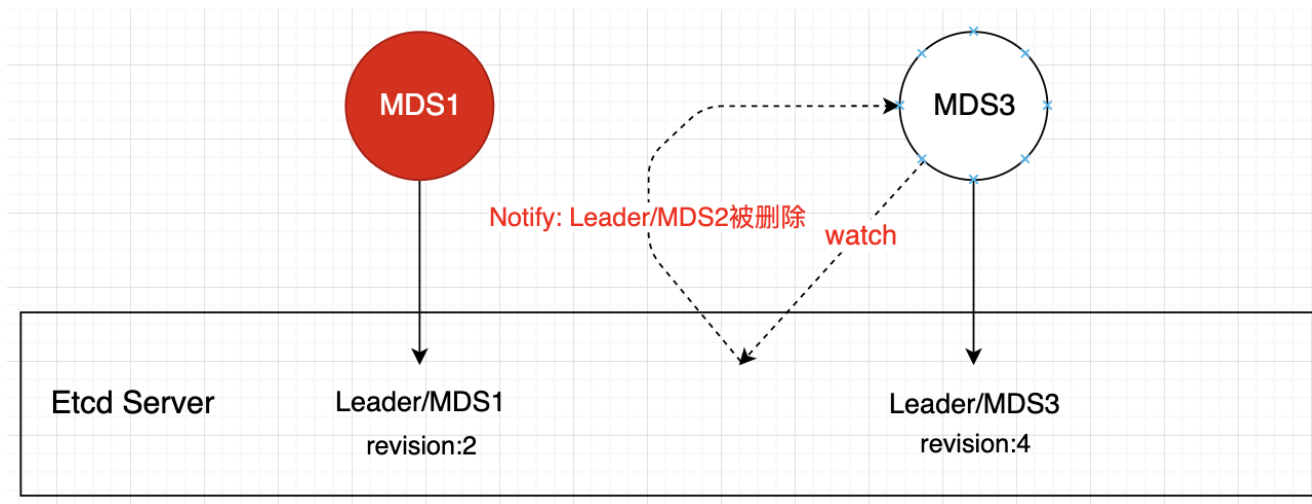 MDS1
MDS3
Notify: Leader/MDS2被删除
watch
Etcd Server
Leader/MDS1
revision:2
Leader/MDS3
revision:4